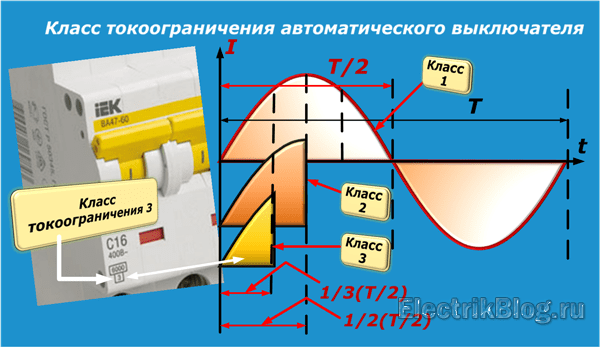 Класс токоограничения автоматического выключателя
I
T/2
Класс
1
T
t
iEK
ВА47-60
Класс
токоограничения 3
Класс
2
C16
400В~
6000
3
Класс
3
1/3(T/2)
1/2(T/2)
ElectrikBlog.ru